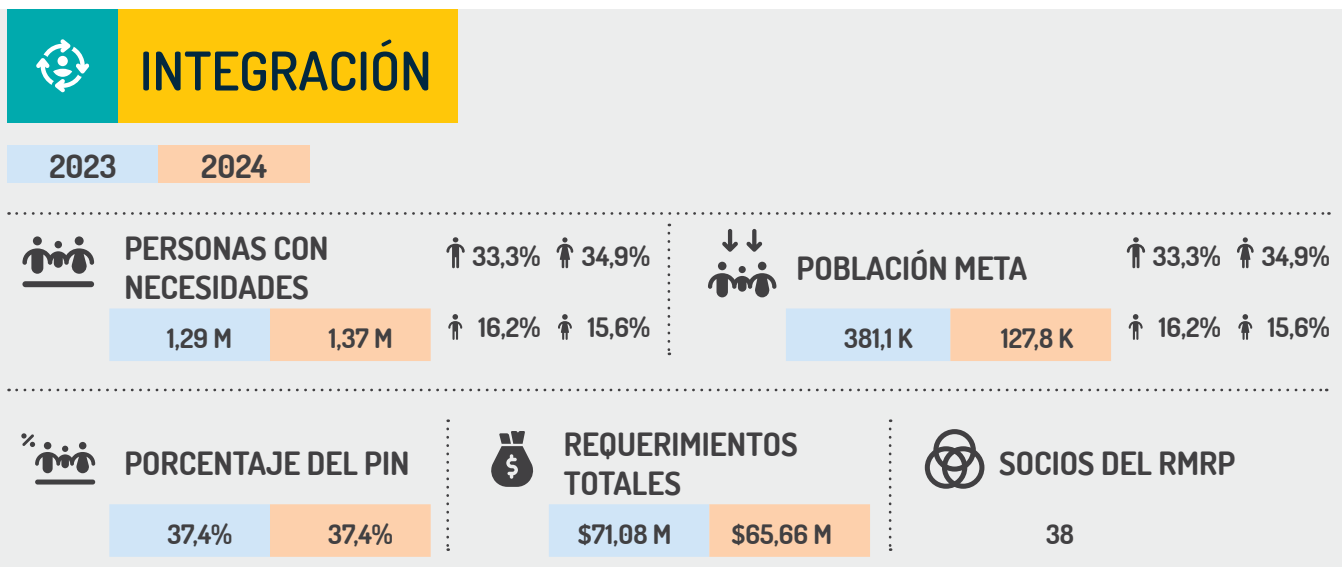 INTEGRACIÓN
2023 2024
PERSONAS CON
NECESIDADES
1,29 M 1,37 M
33,3% 34,9%
16,2% 15,6%
POBLACIÓN META
381,1 K 127,8 K
33,3% 34,9%
16,2% 15,6%
%
PORCENTAJE DEL PIN
37,4% 37,4%
$
REQUERIMIENTOS
TOTALES
$71,08 M $65,66 M
SOCIOS DEL RMRP
38